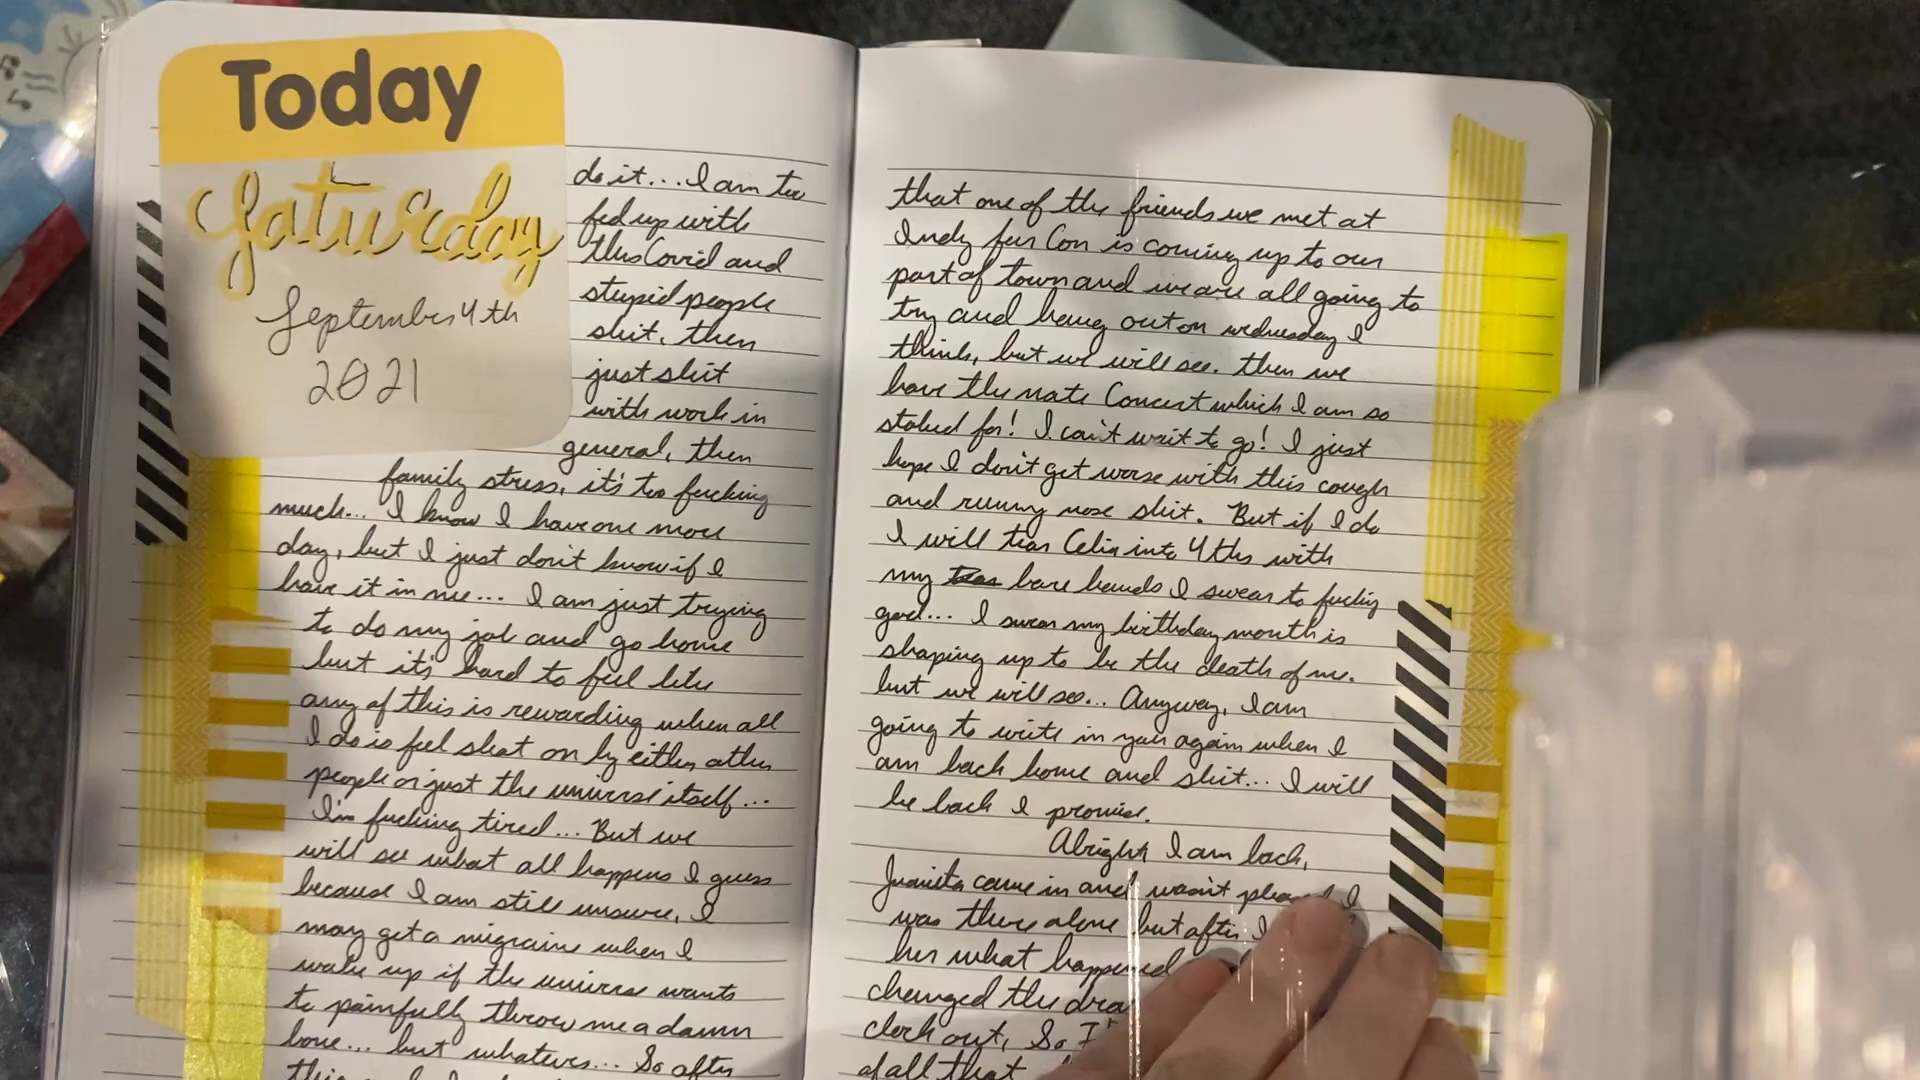 Today
Saturday
September 4th
2021
do it... I am too
fed up with
this Covid and
stupid people
shit, then
just shit
with work in
general, then
family stress, it's too fucking
much... I know I have one more
day, but I just don't know if I
have it in me... I am just trying
to do my job and go home
but it's hard to feel like
any of this is rewarding when all
I do is feel shat on by either other
people or just the universe itself...
I'm fucking tired... But we
will see what all happens I guess
because I am still unsure, I
may get a migraine when I
wake up if the universe wants
to painfully throw me a damn
bone... but whatever... So after
that one of the friends we met at
Indy fur Con is coming up to our
part of town and we are all going to
try and hang out on wednesday I
think, but we will see. then we
have the nate Concert which I am so
stoked for! I can't wait to go! I just
hope I don't get worse with this cough
and runny nose shit. But if I do
I will tear Celia into 4ths with
my bare hands I swear to fuckin
god... I swear my birthday month is
shaping up to be the death of me.
but we will see... Anyway, I am
going to write in you again when I
am back home and shit... I will
be back I promise.
Alright I am back,
Juanita came in and wasn't pleased I
was there alone but after I
her what happened
changed the
clock out, So
of all that